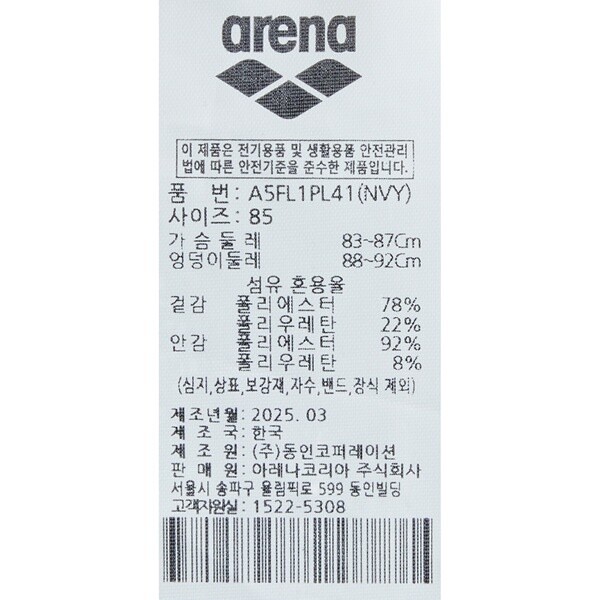 arena
이 제품은 전기용품 및 생활용품 안전관리
법에 따른 안전기준을 준수한 제품입니다.
품 번: A5FL1PL41(NVY)
사이즈: 85
가슴둘레 83~87Cm
엉덩이둘레 88~92Cm
섬유 혼용율
겉감 폴리에스터 78%
폴리우레탄 22%
안감 폴리에스터 92%
폴리우레탄 8%
(심지,상표,보강재,자수,밴드,장식 제외)
제조년월: 2025. 03
제 조 국: 한국
제 조 원: (주)동인코퍼레이션
판 매 원: 아레나코리아 주식회사
서울시 송파구 올림픽로 599 동인빌딩
고객지원실: 1522-5308